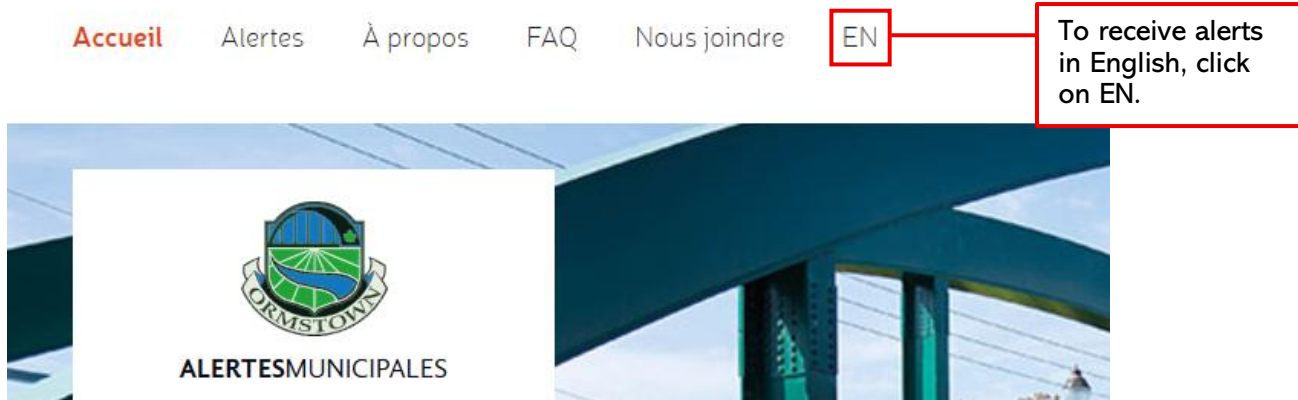 Accueil Alertes À propos FAQ Nous joindre EN
To receive alerts
in English, click
on EN.
ORMSTOWN
ALERTESMUNICIPALES